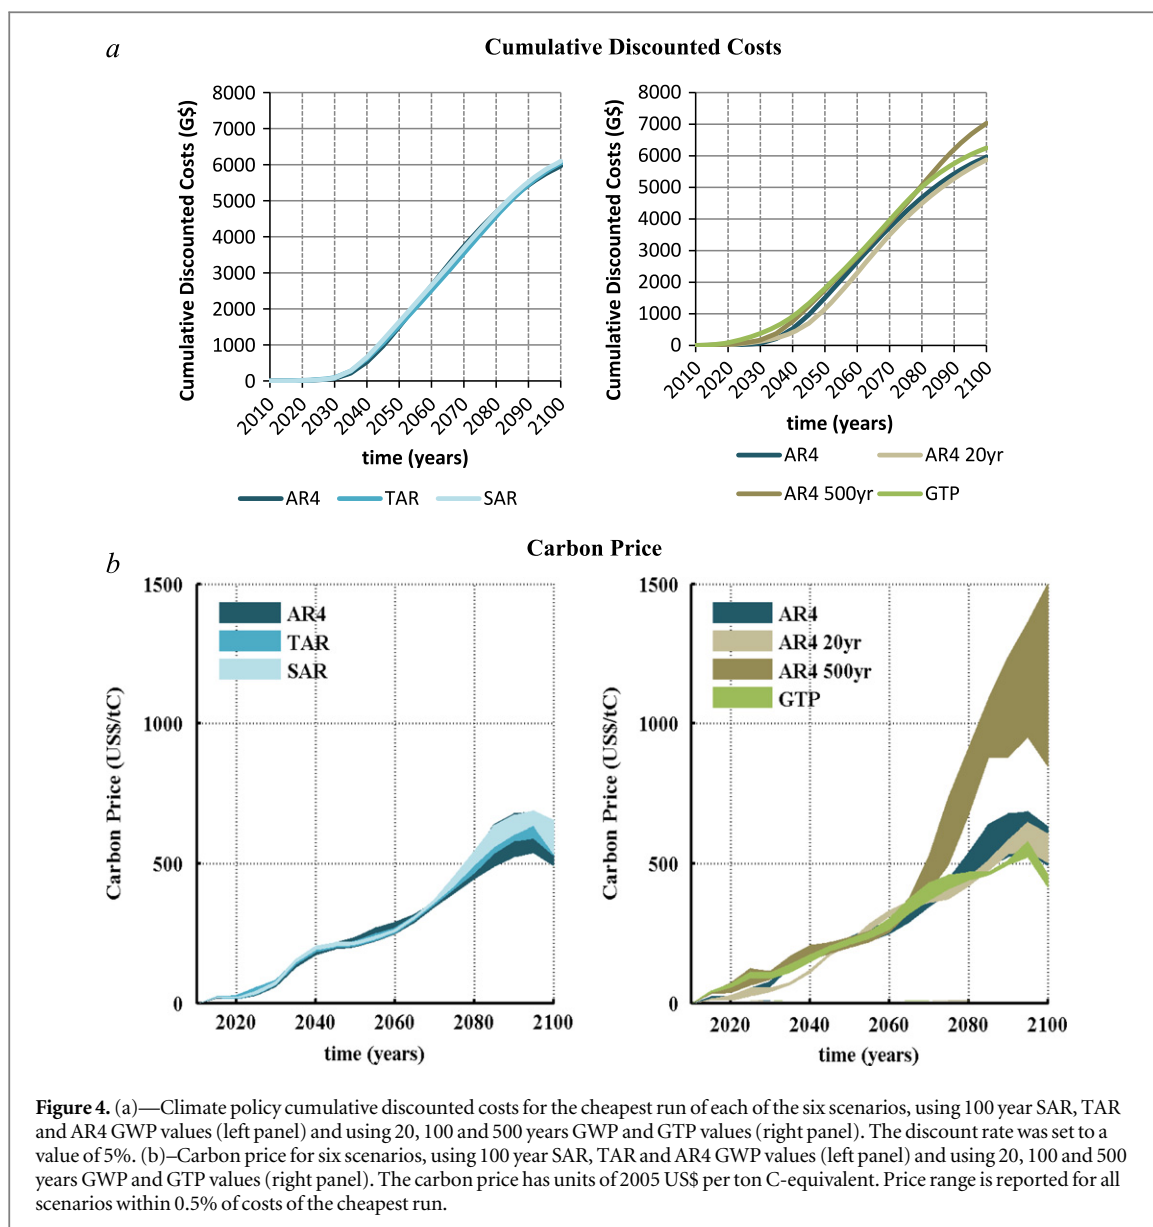 a
Cumulative Discounted Costs
Cumulative Discounted Costs (G$)
8000
7000
6000
5000
4000
3000
2000
1000
0
2010
2020
2030
2040
2050
2060
2070
2080
2090
2100
time (years)
AR4 TAR SAR
Cumulative Discounted Costs (G$)
8000
7000
6000
5000
4000
3000
2000
1000
0
2010
2020
2030
2040
2050
2060
2070
2080
2090
2100
time (years)
AR4 AR4 20yr
AR4 500yr GTP
b
Carbon Price
Carbon Price (US$/tC)
1500
1000
500
0
AR4
TAR
SAR
2020 2040 2060 2080 2100
time (years)
Carbon Price (US$/tC)
1500
1000
500
0
AR4
AR4 20yr
AR4 500yr
GTP
2020 2040 2060 2080 2100
time (years)
Figure 4. (a)—Climate policy cumulative discounted costs for the cheapest run of each of the six scenarios, using 100 year SAR, TAR
and AR4 GWP values (left panel) and using 20, 100 and 500 years GWP and GTP values (right panel). The discount rate was set to a
value of 5%. (b)–Carbon price for six scenarios, using 100 year SAR, TAR and AR4 GWP values (left panel) and using 20, 100 and 500
years GWP and GTP values (right panel). The carbon price has units of 2005 US$ per ton C-equivalent. Price range is reported for all
scenarios within 0.5% of costs of the cheapest run.